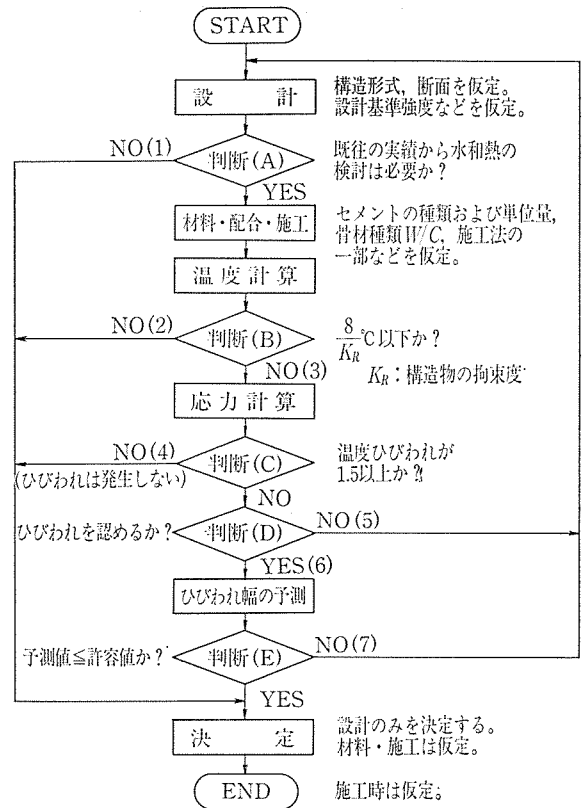 START
設 計
構造形式，断面を仮定。
設計基準強度などを仮定。
NO(1)
判断(A)
既往の実績から水和熱の
検討は必要か？
YES
材料・配合・施工
セメントの種類および単位量，
骨材種類W/C，施工法の
一部などを仮定。
温度計算
NO(2)
判断(B)
8/K_R ℃以下か？
K_R：構造物の拘束度
NO(3)
応力計算
NO(4)
判断(C)
温度ひびわれが
1.5以上か？
(ひびわれは発生しない)
NO
ひびわれを認めるか？
判断(D)
NO(5)
YES(6)
ひびわれ幅の予測
予測値≦許容値か？
判断(E)
NO(7)
YES
決 定
設計のみを決定する。
材料・施工は仮定。
END
施工時は仮定。